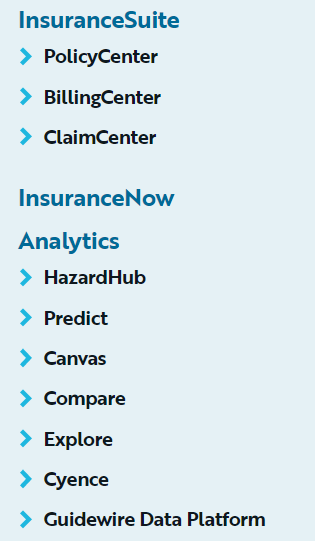 InsuranceSuite
PolicyCenter
BillingCenter
ClaimCenter
InsuranceNow
Analytics
HazardHub
Predict
Canvas
Compare
Explore
Cyence
Guidewire Data Platform